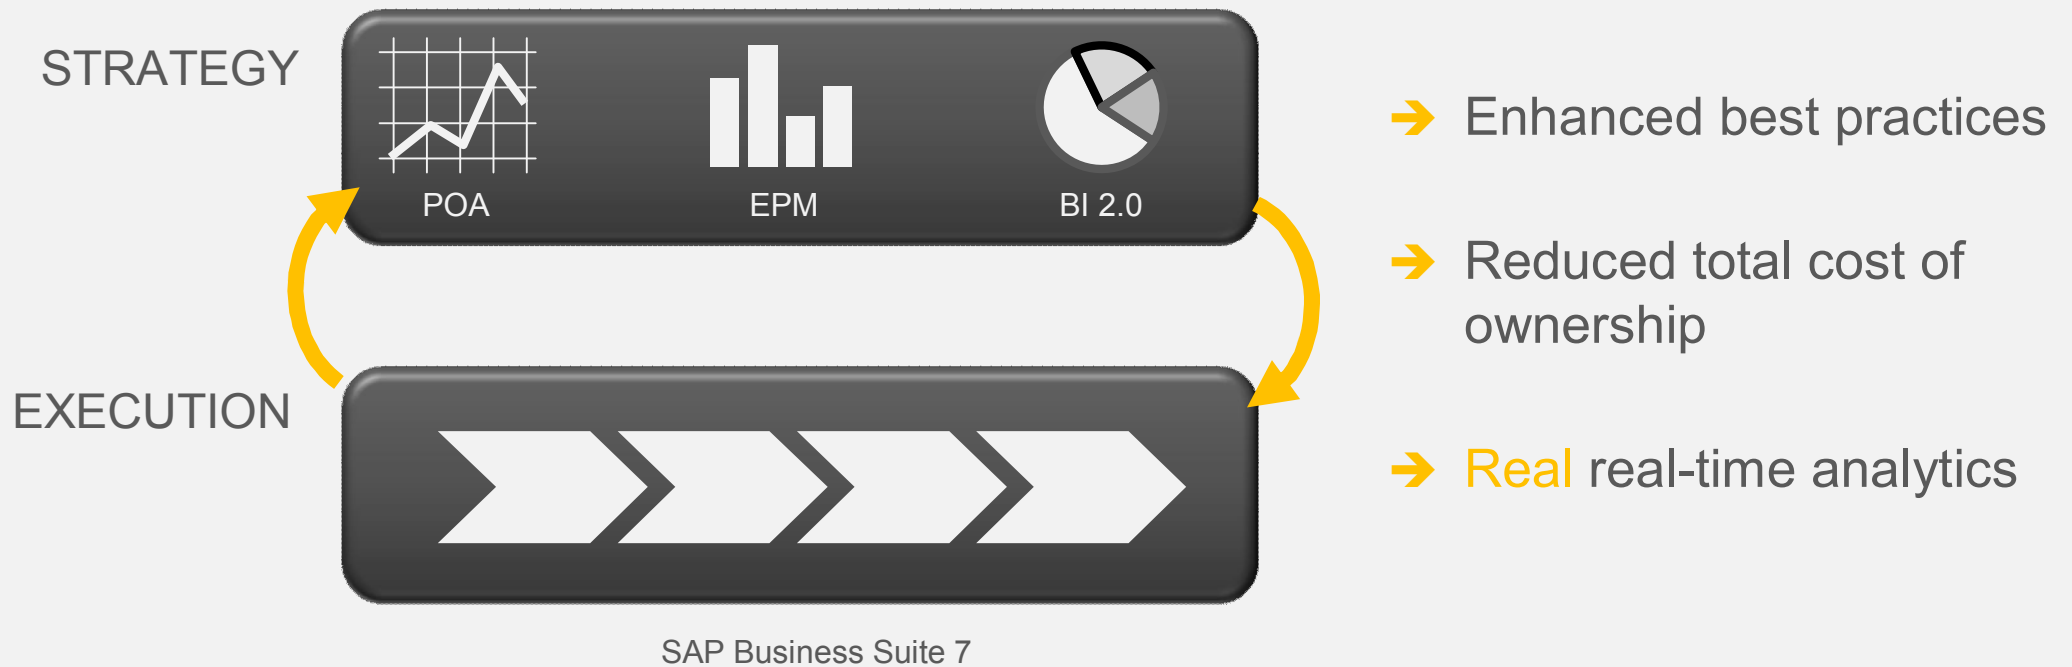 STRATEGY
POA
EPM
BI 2.0
EXECUTION
SAP Business Suite 7
Enhanced best practices
Reduced total cost of
ownership
Real real-time analytics